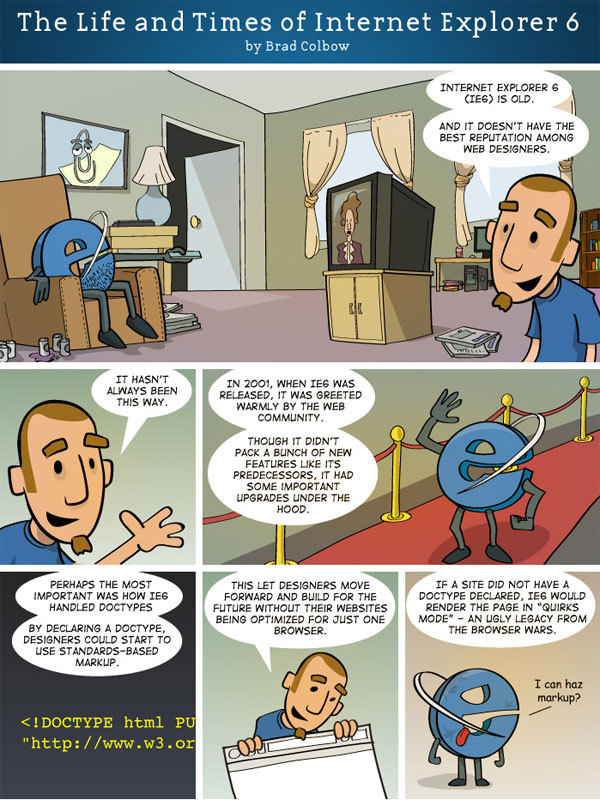 The Life and Times of Internet Explorer 6
by Brad Colbow
INTERNET EXPLORER 6
(IE6) IS OLD.
AND IT DOESN'T HAVE THE
BEST REPUTATION AMONG
WEB DESIGNERS.
IT HASN'T
ALWAYS BEEN
THIS WAY.
IN 2001, WHEN IE6 WAS
RELEASED, IT WAS GREETED
WARMLY BY THE WEB
COMMUNITY.
THOUGH IT DIDN'T
PACK A BUNCH OF NEW
FEATURES LIKE ITS
PREDECESSORS, IT HAD
SOME IMPORTANT
UPGRADES UNDER THE
HOOD.
PERHAPS THE MOST
IMPORTANT WAS HOW IE6
HANDLED DOCTYPES
BY DECLARING A DOCTYPE,
DESIGNERS COULD START TO
USE STANDARDS-BASED
MARKUP.
<!DOCTYPE html PU
"http://www.w3.or
THIS LET DESIGNERS MOVE
FORWARD AND BUILD FOR THE
FUTURE WITHOUT THEIR WEBSITES
BEING OPTIMIZED FOR JUST ONE
BROWSER.
IF A SITE DID NOT HAVE A
DOCTYPE DECLARED, IE6 WOULD
RENDER THE PAGE IN "QUIRKS
MODE" - AN UGLY LEGACY FROM
THE BROWSER WARS.
I can haz
markup?